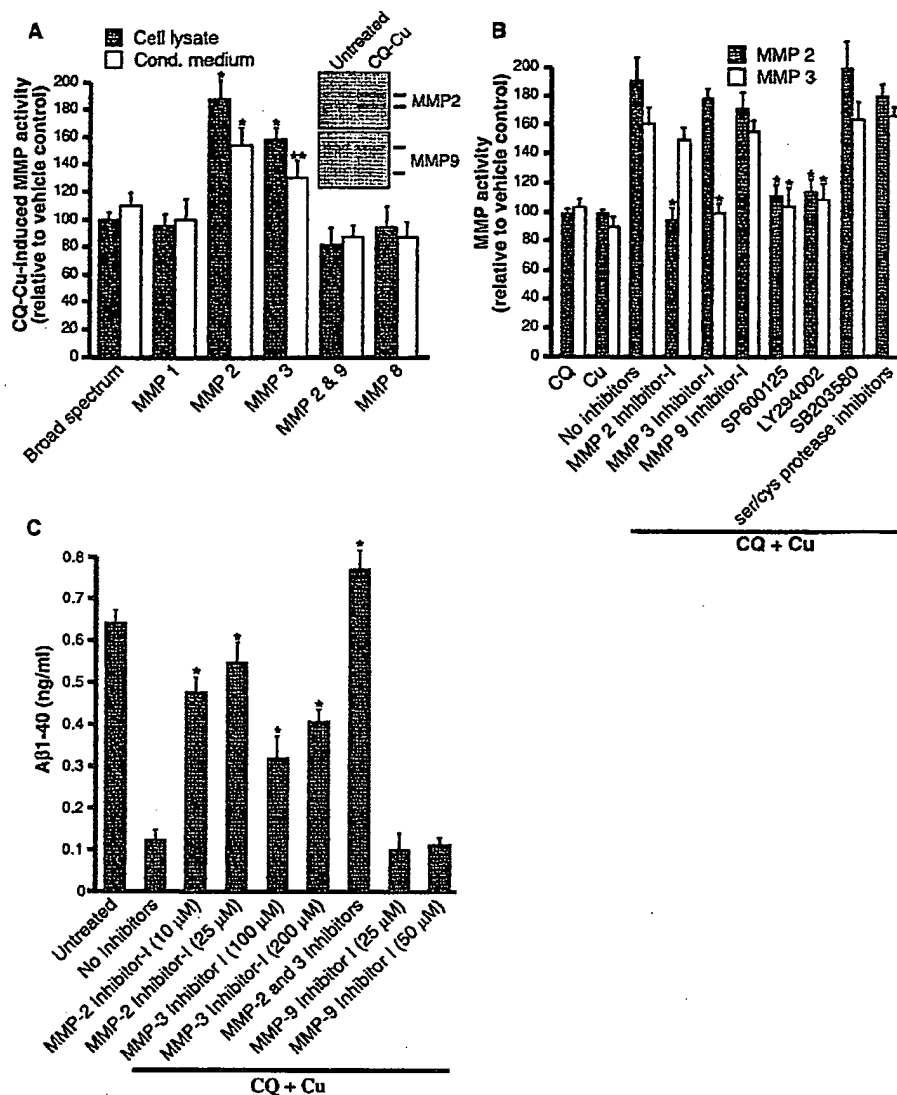 A
Cell lysate
Cond. medium
Untreated
CQ-Cu
MMP2
MMP9
CQ-Cu-Induced MMP activity
(relative to vehicle control)
200
180
160
140
120
100
80
60
40
20
0
*
*
*
**
Broad spectrum
MMP 1
MMP 2
MMP 3
MMP 2 & 9
MMP 8
B
MMP 2
MMP 3
MMP activity
(relative to vehicle control)
200
180
160
140
120
100
80
60
40
20
0
*
*
*
*
*
*
CQ
Cu
No inhibitors
MMP 2 Inhibitor-I
MMP 3 Inhibitor-I
MMP 9 Inhibitor-I
SP600125
LY294002
SB203580
ser/cys protease inhibitors
CQ + Cu
C
Aβ1-40 (ng/ml)
0.8
0.7
0.6
0.5
0.4
0.3
0.2
0.1
0
*
*
*
*
*
Untreated
No Inhibitors
MMP-2 Inhibitor-I (10 µM)
MMP-2 Inhibitor-I (25 µM)
MMP-3 Inhibitor I (100 µM)
MMP-3 Inhibitor-I (200 µM)
MMP-2 and 3 Inhibitors
MMP-9 Inhibitor I (25 µM)
MMP-9 Inhibitor I (50 µM)
CQ + Cu